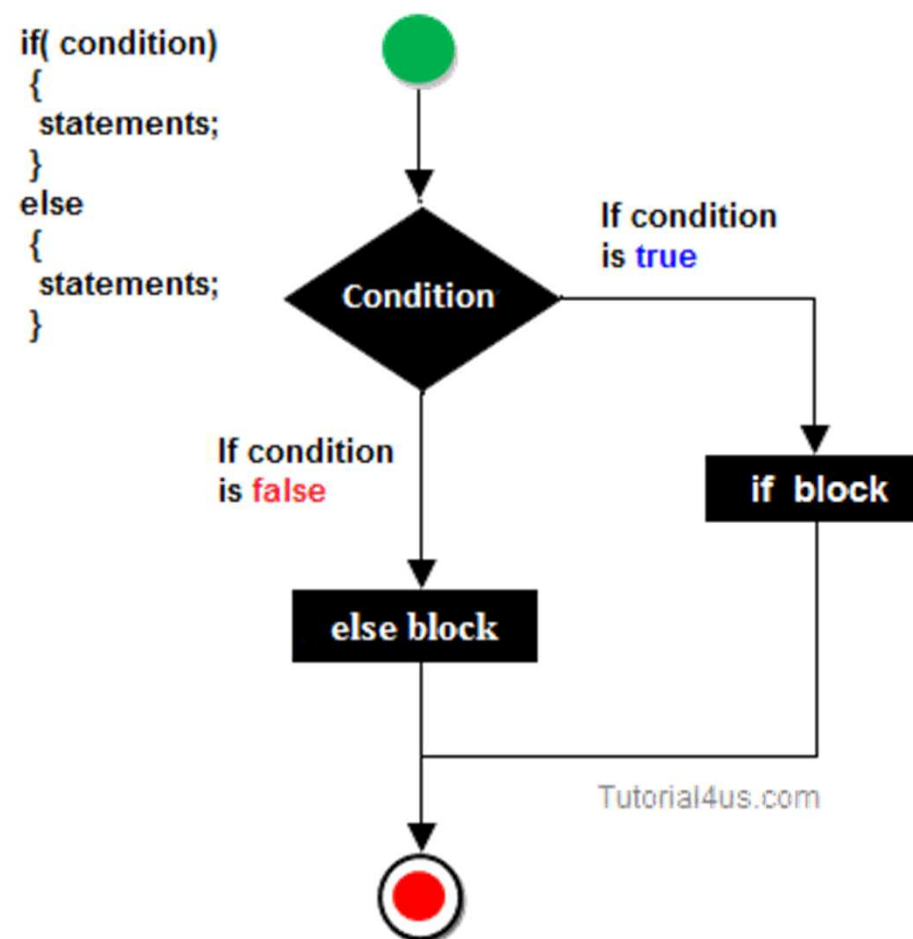 if( condition)
{
statements;
}
else
{
statements;
}
Condition
If condition
is true
If condition
is false
if block
else block
Tutorial4us.com